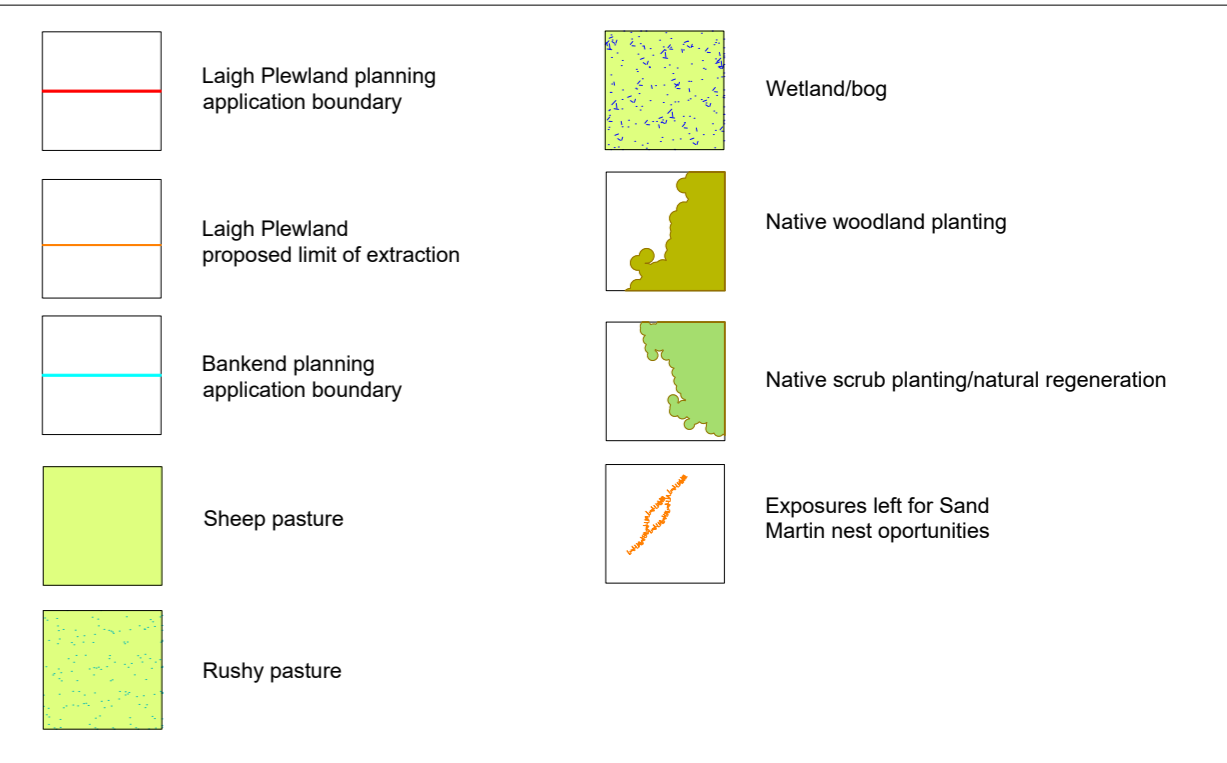 Laigh Plewland planning
application boundary
Laigh Plewland
proposed limit of extraction
Bankend planning
application boundary
Sheep pasture
Rushy pasture
Wetland/bog
Native woodland planting
Native scrub planting/natural regeneration
Exposures left for Sand
Martin nest oportunities